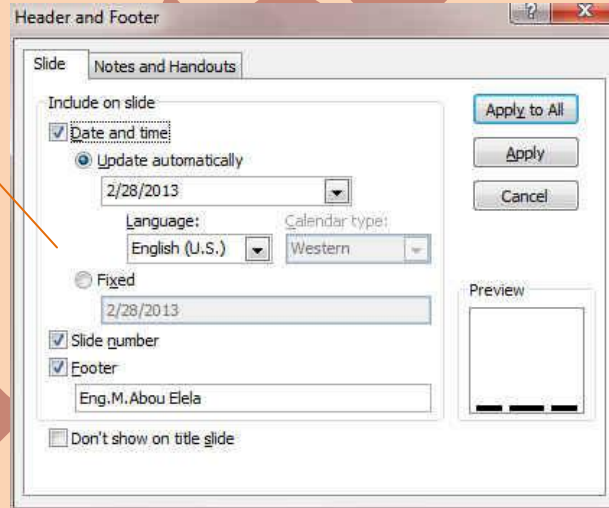 Header and Footer
Slide Notes and Handouts
Include on slide
Date and time
Update automatically
2/28/2013
Language: Calendar type:
English (U.S.) Western
Fixed
2/28/2013
Slide number
Footer
Eng.M.Abou Elela
Don't show on title slide
Apply to All
Apply
Cancel
Preview